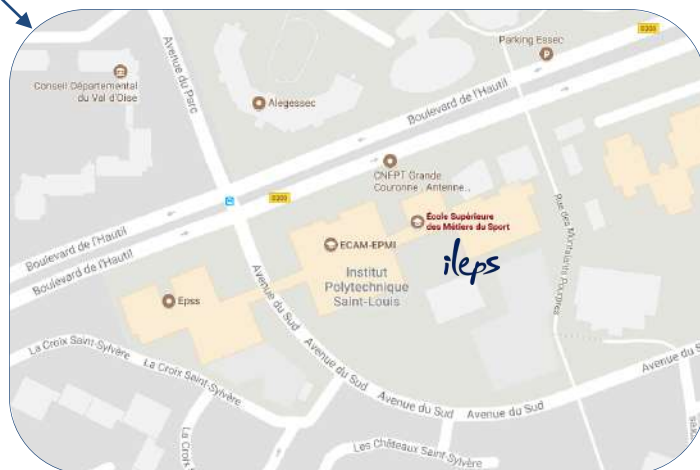 D203
Parking Essec
Avenue du Parc
Conseil Départemental
du Val d'Oise
Alegessec
Boulevard de l'Hautil
CNFPT Grande
Couronne, Antenne...
D203
École Supérieure
des Métiers du Sport
ileps
ECAM-EPMI
Institut
Polytechnique
Saint-Louis
Boulevard de l'Hautil
Boulevard de l'Hautil
Epss
Avenue du Sud
La Croix Saint-Sylvère
La Croix Saint-Sylvère
Avenue du Sud
Avenue du Sud
Avenue du Sud
Avenue du S
La Croix
Les Châteaux Saint-Sylvère